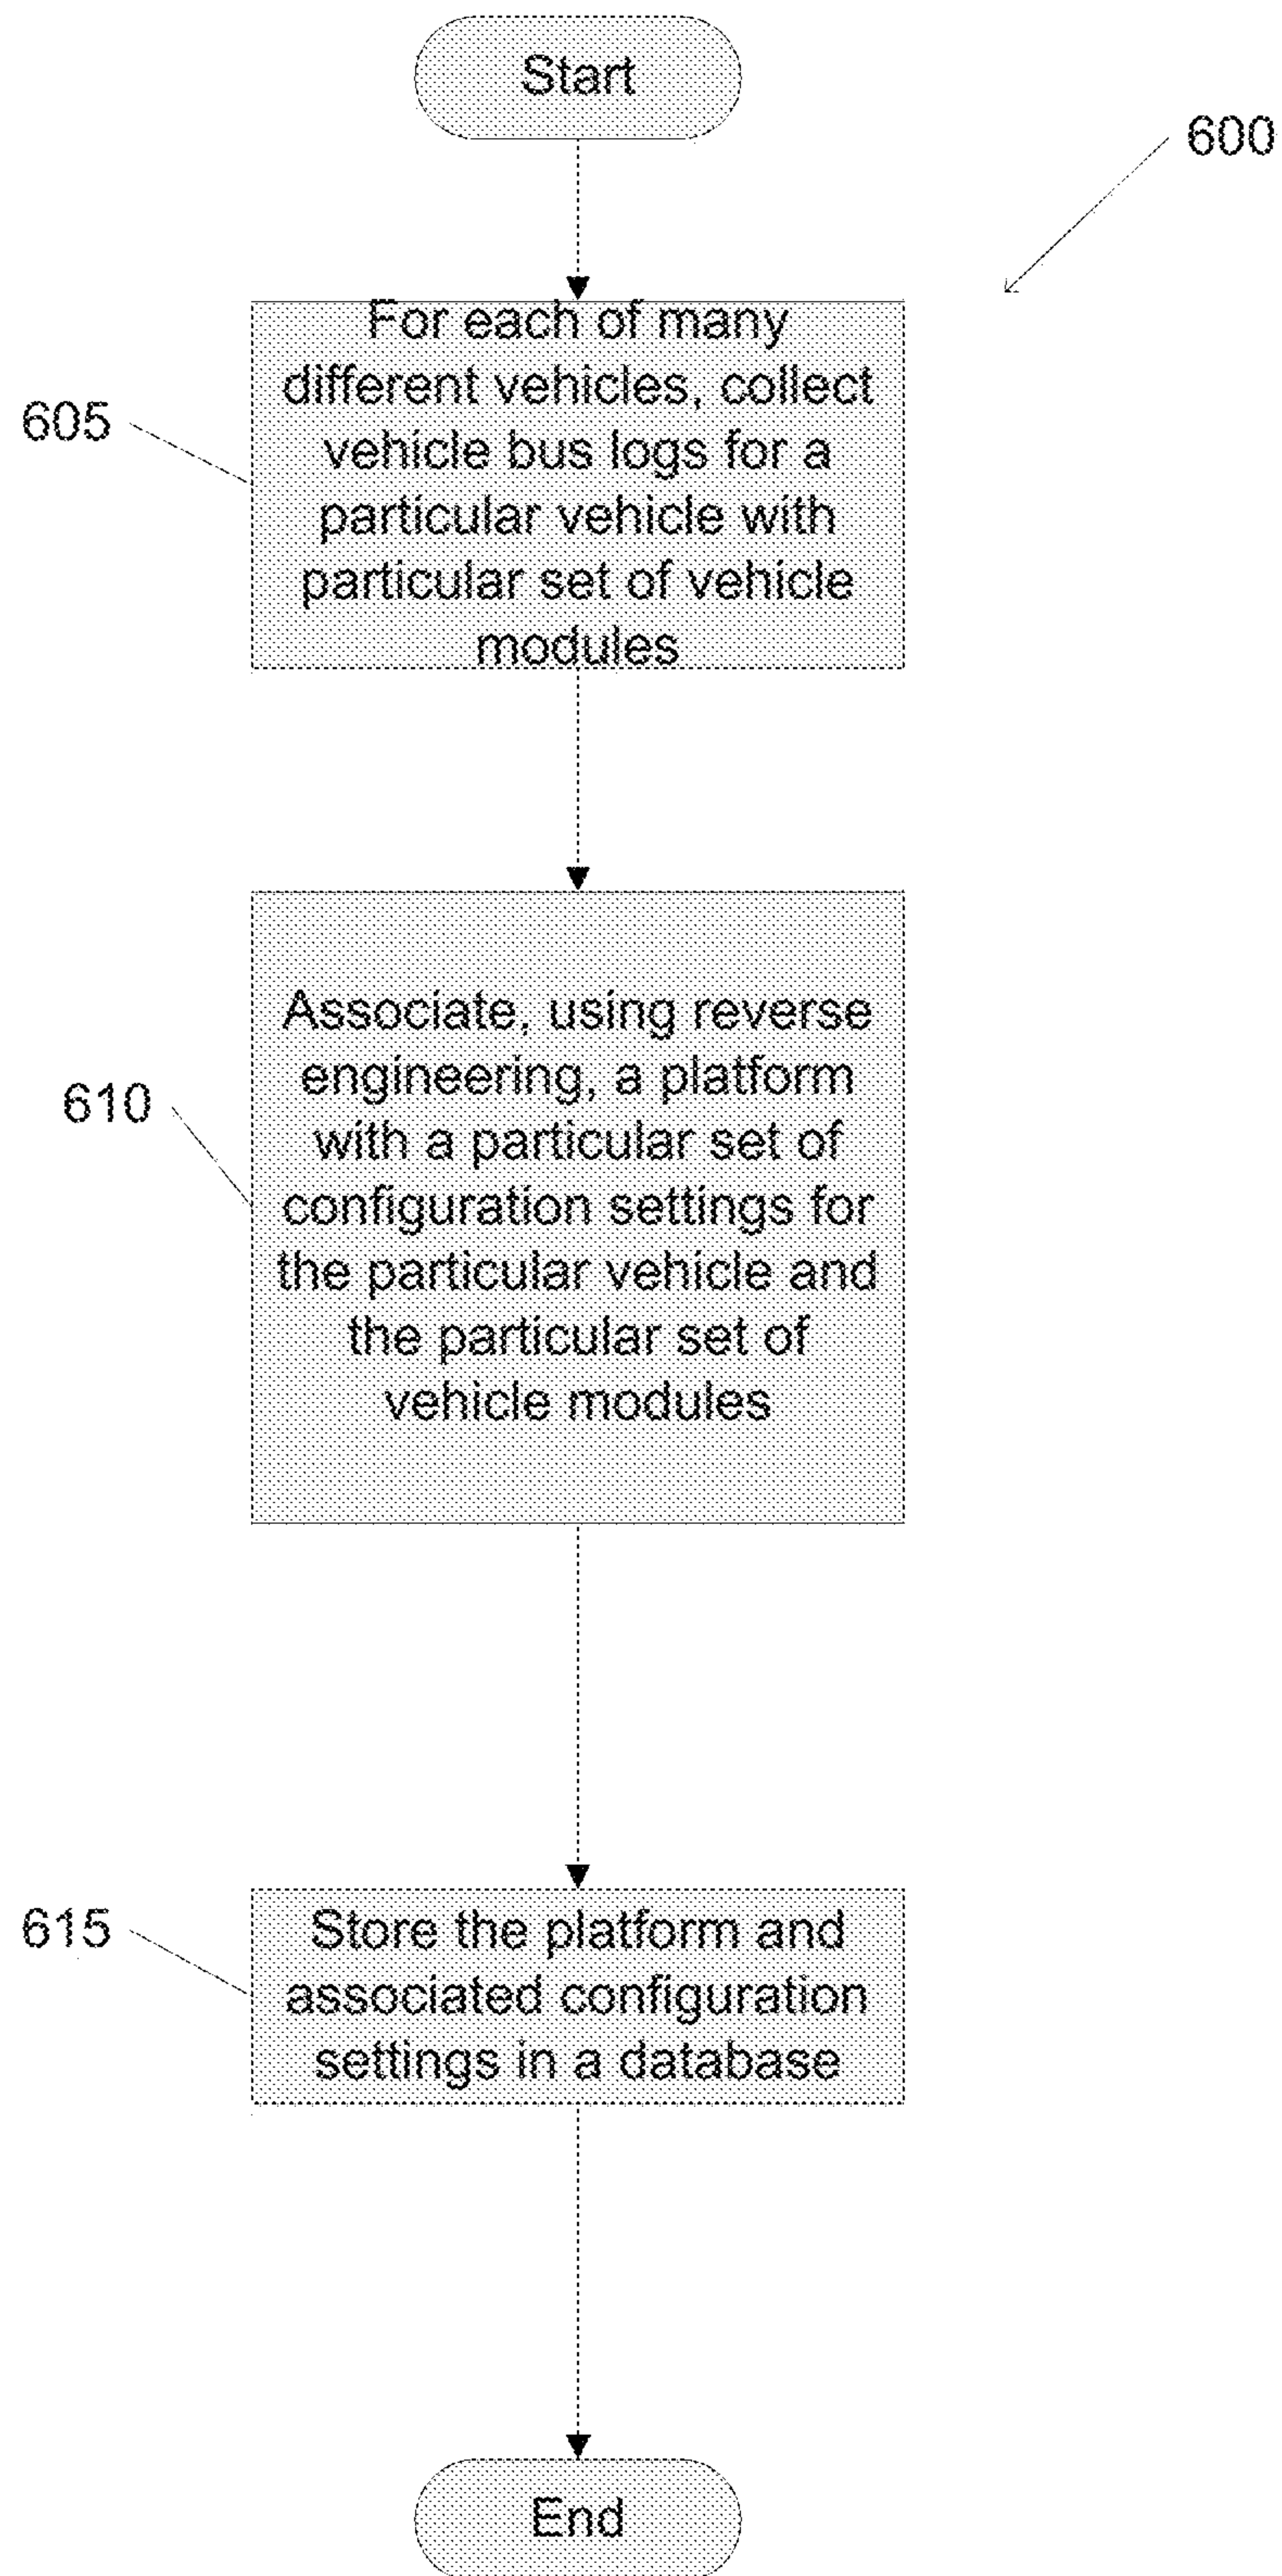 Start
600
For each of many
different vehicles, collect
vehicle bus logs for a
particular vehicle with
particular set of vehicle
modules
605
Associate, using reverse
engineering, a platform
with a particular set of
configuration settings for
the particular vehicle and
the particular set of
vehicle modules
610
Store the platform and
associated configuration
settings in a database
615
End